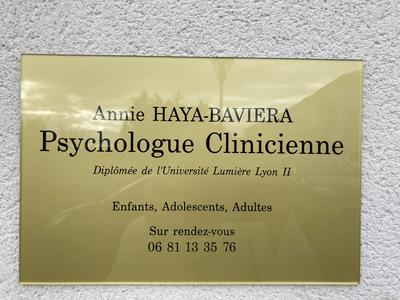 Annie HAYA-BAVIERA
Psychologue Clinicienne
Diplômée de l'Université Lumière Lyon II
Enfants, Adolescents, Adultes
Sur rendez-vous
06 81 13 35 76